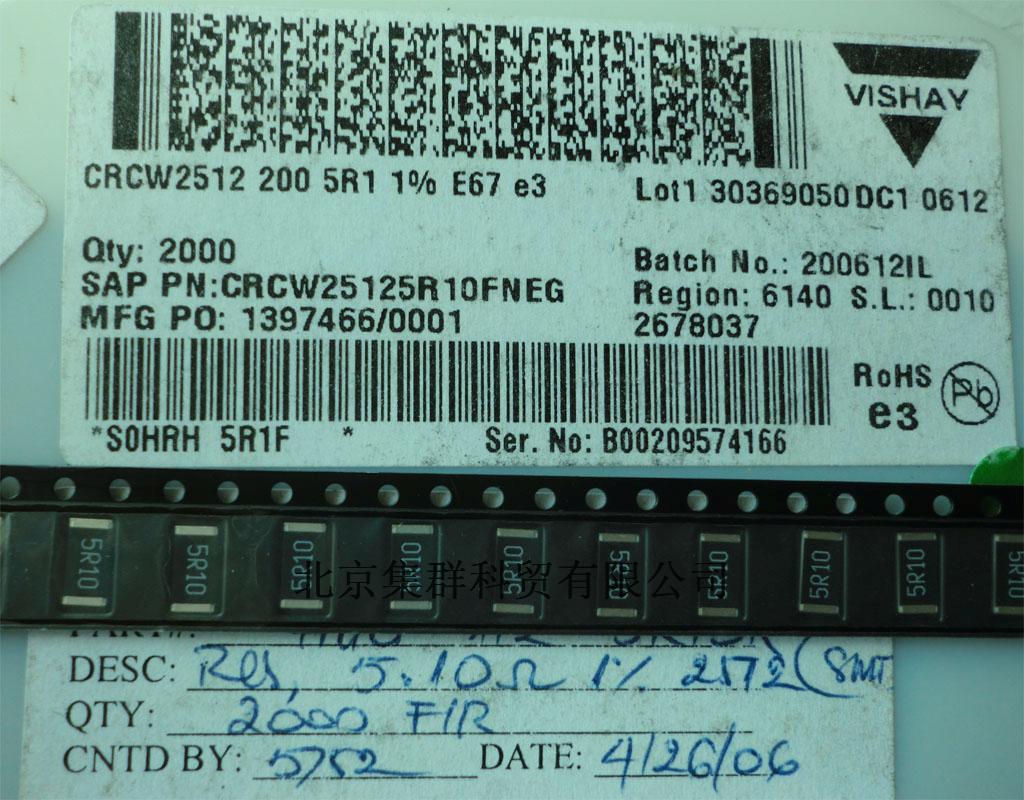 VISHAY
CRCW2512 200 5R1 1% E67 e3
Lot1 30369050 DC1 0612
Qty: 2000
Batch No.: 200612IL
SAP PN:CRCW25125R10FNEG
Region: 6140 S.L.: 0010
MFG PO: 1397466/0001
2678037
RoHS
Pb
e3
*S0HRH 5R1F *
Ser. No: B00209574166
5R10 5R10 5R10 5R10 5R10 5R10 5R10 5R10 5R10 5R10
北京集群科贸有限公司
PART#:
DESC: Res, 5.10Ω 1% 2512 (SMT
QTY: 2000 F/R
CNTD BY: 5752 DATE: 4/26/06